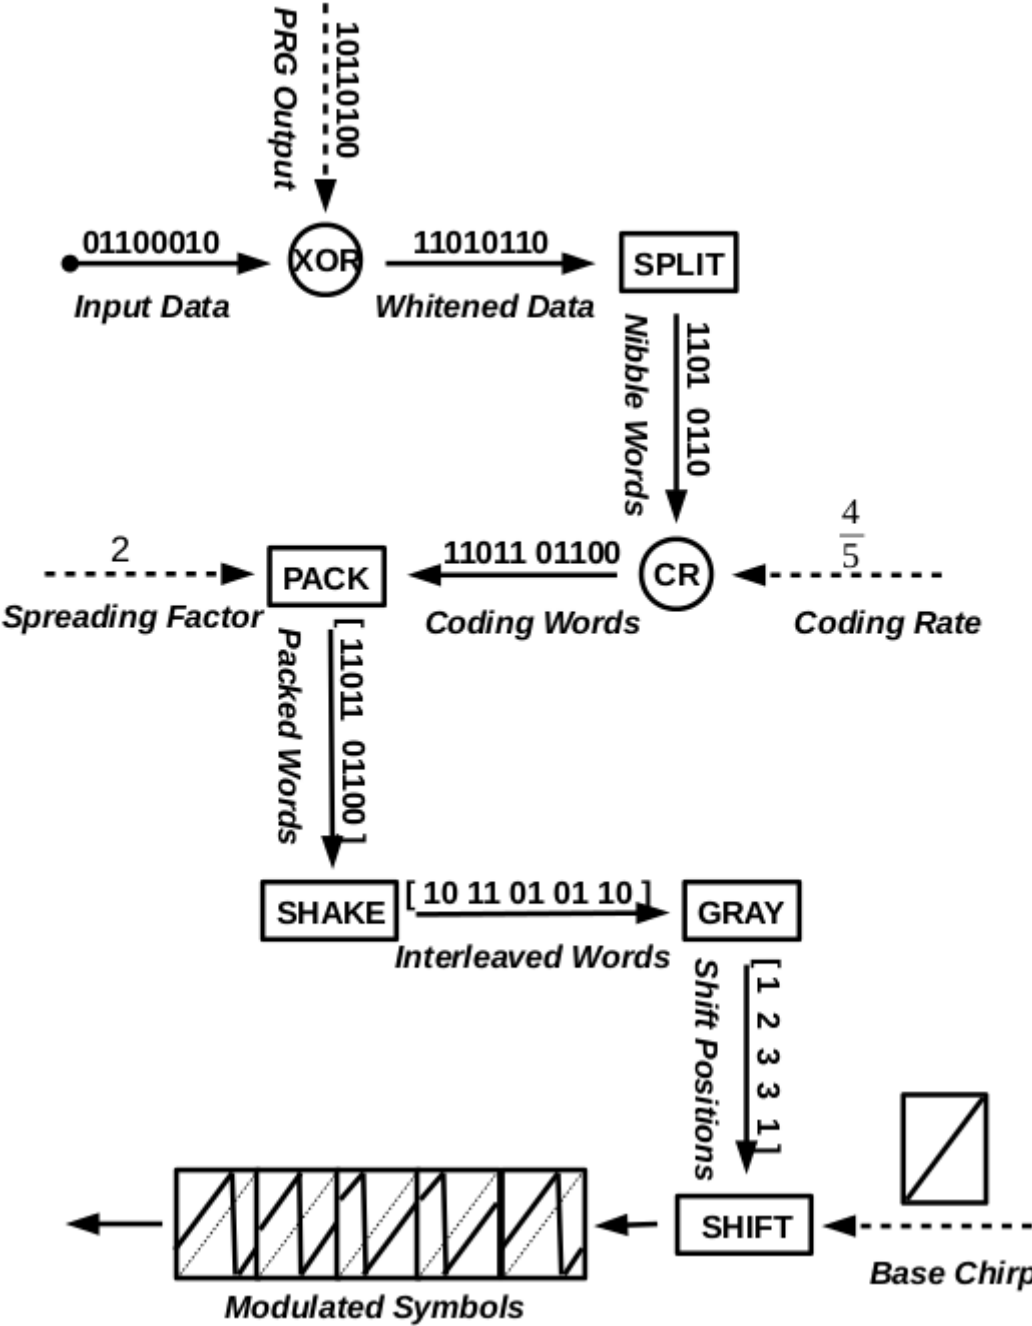 PRG Output
10110100
01100010
XOR
11010110
SPLIT
Input Data
Whitened Data
Nibble Words
1101 0110
2
PACK
11011 01100
CR
4
5
Spreading Factor
Coding Words
Coding Rate
Packed Words
[ 11011 01100 ]
SHAKE
[ 10 11 01 01 10 ]
GRAY
Interleaved Words
Shift Positions
[ 1 2 3 3 1 ]
SHIFT
Base Chirp
Modulated Symbols